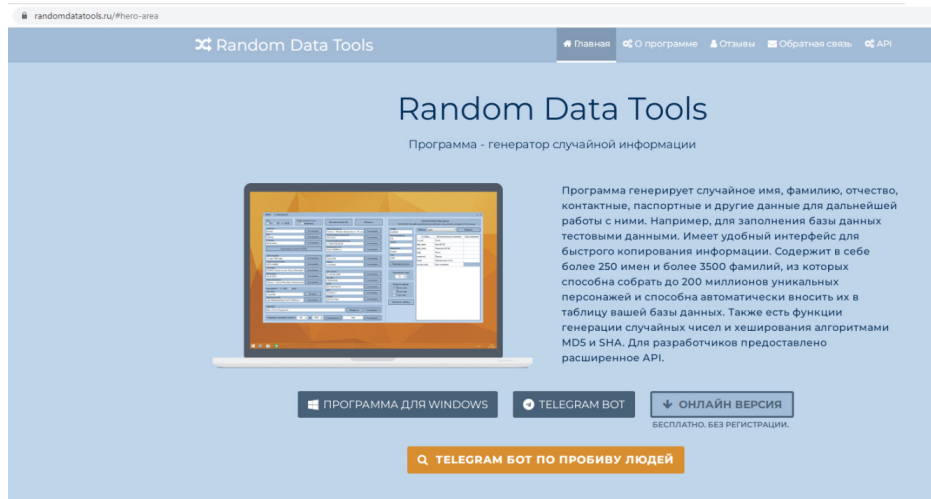 randomdatatools.ru/#hero-area
Random Data Tools
Главная
О программе
Отзывы
Обратная связь
API
Random Data Tools
Программа - генератор случайной информации
Программа генерирует случайное имя, фамилию, отчество,
контактные, паспортные и другие данные для дальнейшей
работы с ними. Например, для заполнения базы данных
тестовыми данными. Имеет удобный интерфейс для
быстрого копирования информации. Содержит в себе
более 250 имен и более 3500 фамилий, из которых
способна собрать до 200 миллионов уникальных
персонажей и способна автоматически вносить их в
таблицу вашей базы данных. Также есть функции
генерации случайных чисел и хеширования алгоритмами
MD5 и SHA. Для разработчиков предоставлено
расширенное API.
ПРОГРАММА ДЛЯ WINDOWS
TELEGRAM BOT
ОНЛАЙН ВЕРСИЯ
БЕСПЛАТНО. БЕЗ РЕГИСТРАЦИИ.
TELEGRAM БОТ ПО ПРОБИВУ ЛЮДЕЙ